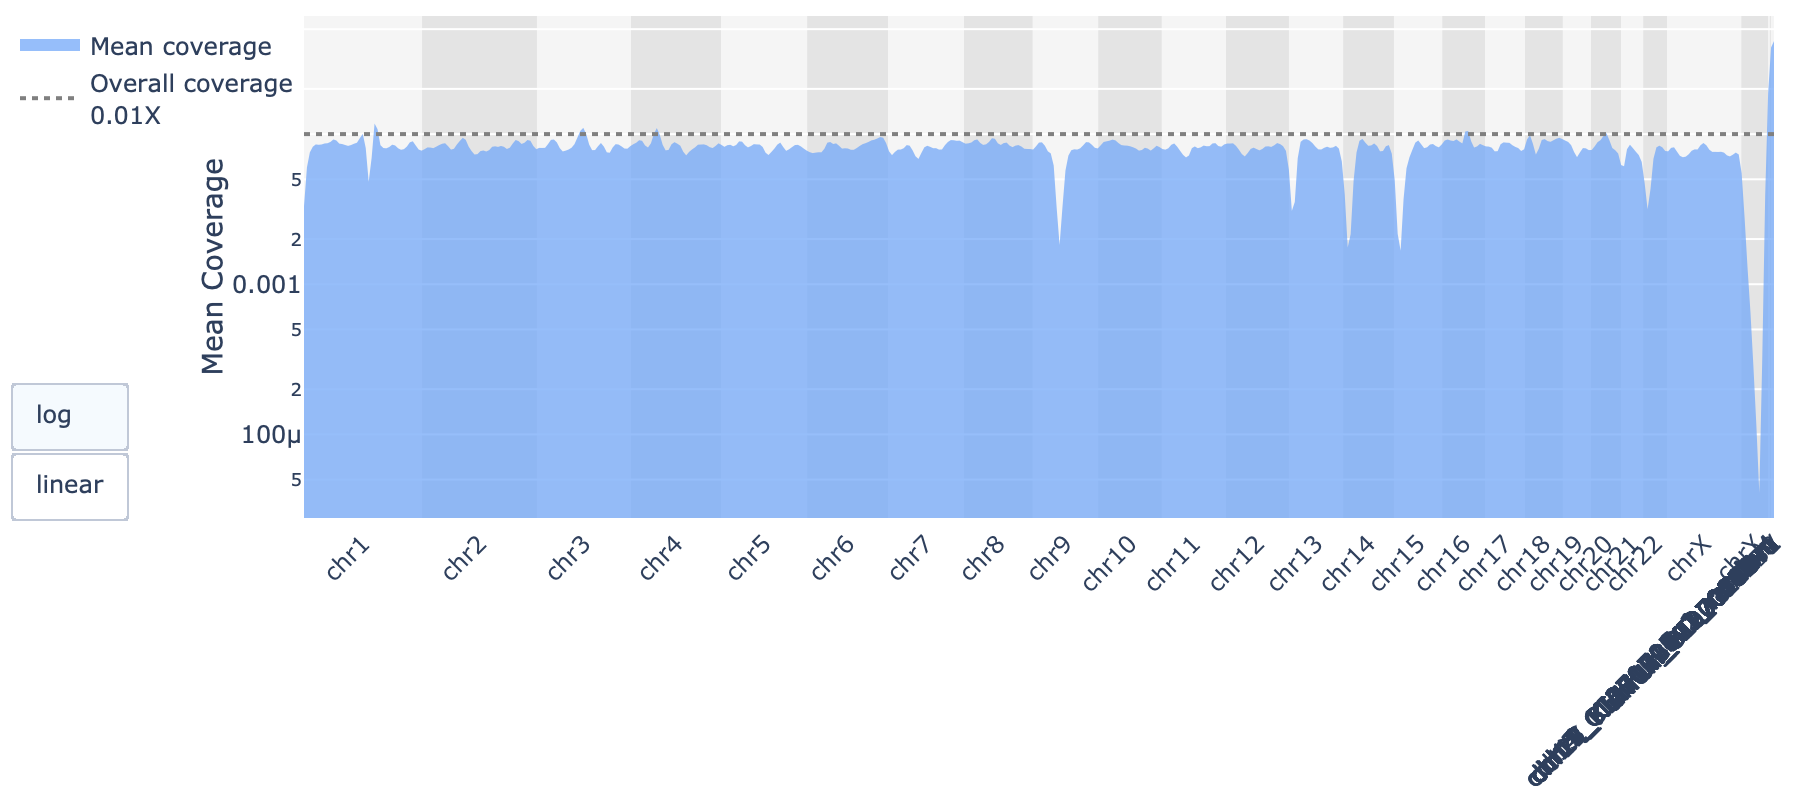 Mean coverage
Overall coverage
0.01X
Mean Coverage
5
2
0.001
5
2
100µ
5
log
linear
chr1
chr2
chr3
chr4
chr5
chr6
chr7
chr8
chr9
chr10
chr11
chr12
chr13
chr14
chr15
chr16
chr17
chr18
chr19
chr20
chr21
chr22
chrX